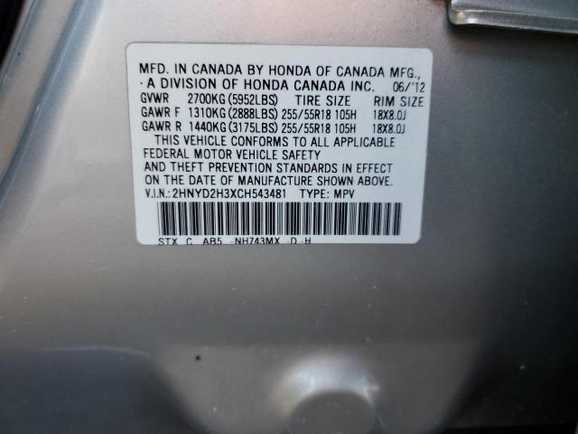 MFD. IN CANADA BY HONDA OF CANADA MFG.,
- A DIVISION OF HONDA CANADA INC. 06/'12
GVWR 2700KG (5952LBS) TIRE SIZE RIM SIZE
GAWR F 1310KG (2888LBS) 255/55R18 105H 18X8.0J
GAWR R 1440KG (3175LBS) 255/55R18 105H 18X8.0J
THIS VEHICLE CONFORMS TO ALL APPLICABLE
FEDERAL MOTOR VEHICLE SAFETY
AND THEFT PREVENTION STANDARDS IN EFFECT
ON THE DATE OF MANUFACTURE SHOWN ABOVE.
V.I.N.: 2HNYD2H3XCH543481 TYPE: MPV
STX C AB5 -NH743MX D-H